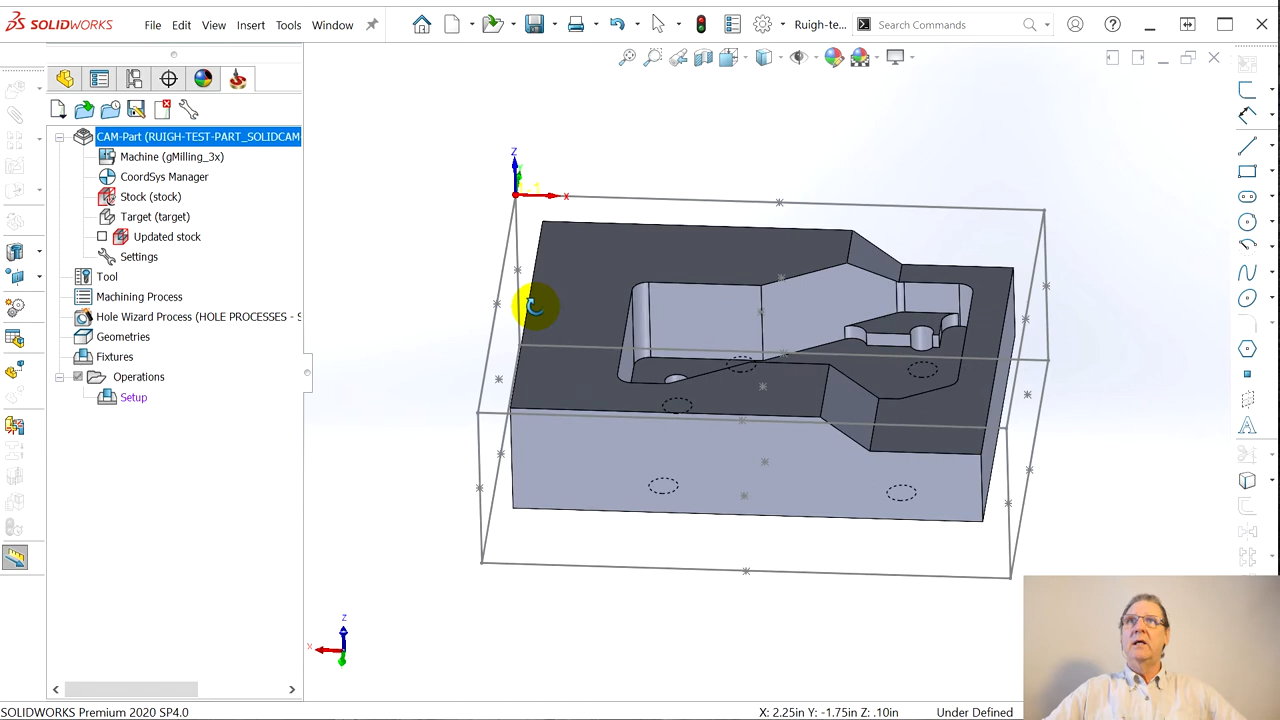 SOLIDWORKS File Edit View Insert Tools Window Ruigh-te... Search Commands
CAM-Part (RUIGH-TEST-PART_SOLIDCAM
Machine (gMilling_3x)
CoordSys Manager
Stock (stock)
Target (target)
Updated stock
Settings
Tool
Machining Process
Hole Wizard Process (HOLE PROCESSES - S
Geometries
Fixtures
Operations
Setup
Z
X
Z
X
SOLIDWORKS Premium 2020 SP4.0 X: 2.25in Y: -1.75in Z: .10in Under Defined